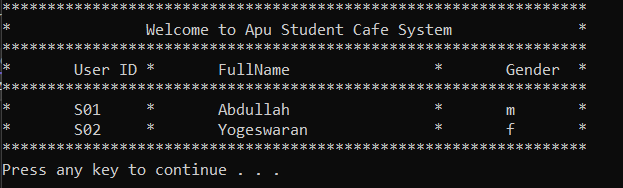 *****************************************************************
*               Welcome to Apu Student Cafe System              *
*****************************************************************
*       User ID *       FullName                *       Gender  *
*****************************************************************
*       S01     *       Abdullah                *       m       *
*       S02     *       Yogeswaran              *       f       *
*****************************************************************
Press any key to continue . . .